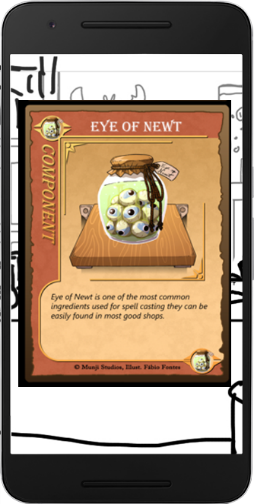 EYE OF NEWT
COMPONENT
Eye of Newt is one of the most common
ingredients used for spell casting they can be
easily found in most good shops.
© Munji Studios, Illust. Fábio Fontes